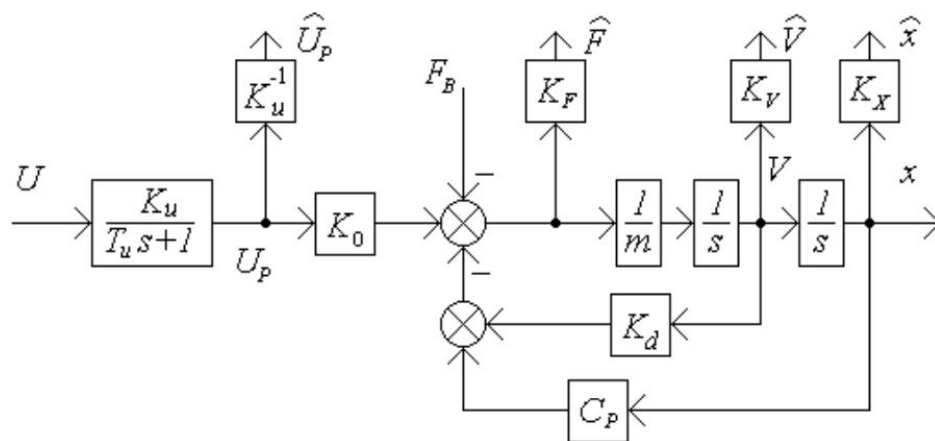 Û_P F̂ V̂ x̂
K_u^{-1} F_B K_F K_V K_X
–
U V x
K_u / (T_u s+1) K_0 1/m 1/s 1/s
U_P
–
K_d
C_P